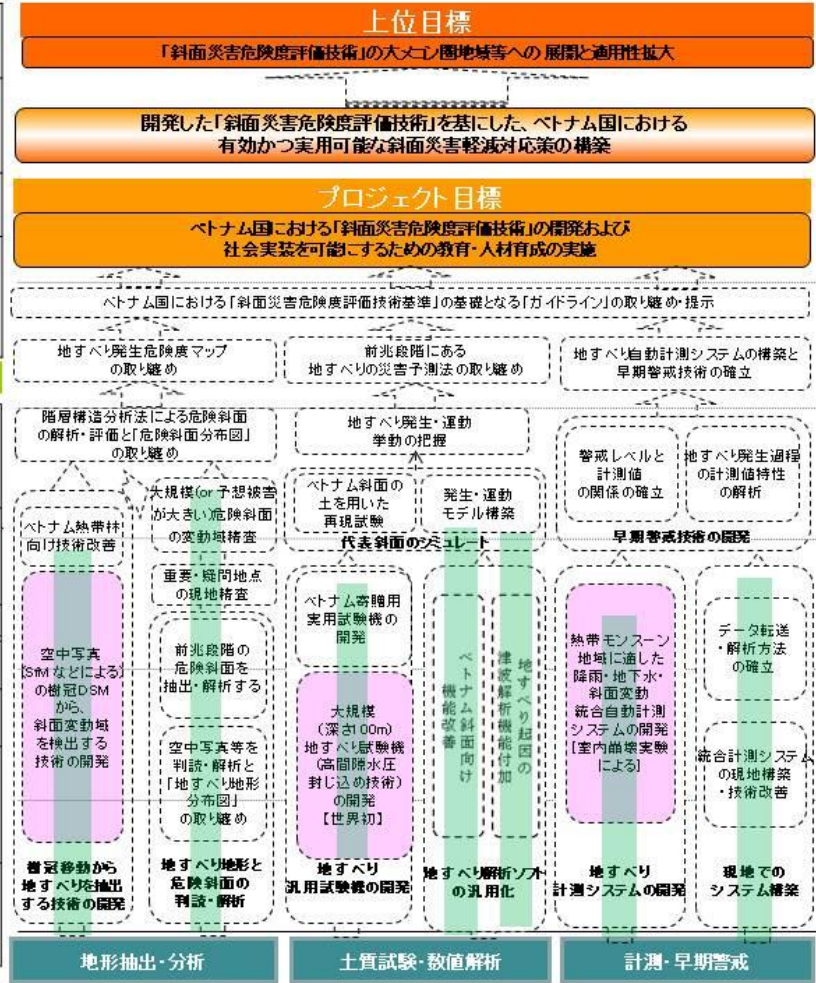 上位目標
「斜面災害危険度評価技術」の大メコン圏地域等への展開と適用性拡大
開発した「斜面災害危険度評価技術」を基にした、ベトナム国における
有効かつ実用可能な斜面災害軽減対応策の構築
プロジェクト目標
ベトナム国における「斜面災害危険度評価技術」の開発および
社会実装を可能にするための教育・人材育成の実施
ベトナム国における「斜面災害危険度評価技術基準」の基礎となる「ガイドライン」の取り纏め・提示
地すべり発生危険度マップ
の取り纏め
前兆段階にある
地すべりの災害予測法の取り纏め
地すべり自動計測システムの構築と
早期警戒技術の確立
階層構造分析法による危険斜面
の解析・評価と「危険斜面分布図」
の取り纏め
地すべり発生・運動
挙動の把握
警戒レベルと
計測値
の関係の確立
地すべり発生過程
の計測値特性
の解析
早期警戒技術の開発
ベトナム熱帯林
向け技術改善
大規模(or 予想被害
が大きい)危険斜面
の変動域精査
ベトナム斜面の
土を用いた
再現試験
発生・運動
モデル構築
代表斜面のシミュレート
重要・疑問地点
の現地精査
空中写真
(SfMなどによる)
の樹冠DSM
から、
斜面変動域
を検出する
技術の開発
前兆段階の
危険斜面を
抽出・解析する
空中写真等を
判読・解析と
「地すべり地形
分布図」
の取り纏め
ベトナム寄贈用
実用試験機の
開発
大規模
(深さ100m)
地すべり試験機
(高間隙水圧
封じ込め技術)
の開発
【世界初】
ベトナム斜面向け
機能改善
地すべり起因の
津波解析機能付加
熱帯モンスーン
地域に適した
降雨・地下水・
斜面変動
統合自動計測
システムの開発
[室内崩壊実験
による]
データ転送
・解析方法
の確立
統合計測システム
の現地構築
・技術改善
樹冠移動から
地すべりを抽出
する技術の開発
地すべり地形と
危険斜面の
判読・解析
地すべり
汎用試験機の開発
地すべり解析ソフト
の汎用化
地すべり
計測システムの開発
現地での
システム構築
地形抽出・分析
土質試験・数値解析
計測・早期警戒